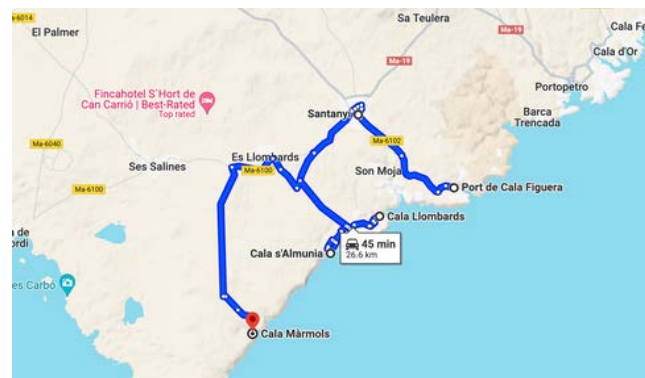 Ma-6014
El Palmer
Sa Teulera
Cala Fe
Ma-19
Cala d'Or
Ma-19
Portopetro
Fincahotel S´Hort de
Can Carrió | Best-Rated
Top rated
Santanyí
Barca
Trencada
Ma-6040
Ma-6102
Es Llombards
Ses Salines
Ma-6100
Son Moja
Ma-6100
Port de Cala Figuera
Cala Llombards
45 min
26.6 km
Cala s'Almunia
a de
ordi
es Carbó
Cala Màrmols